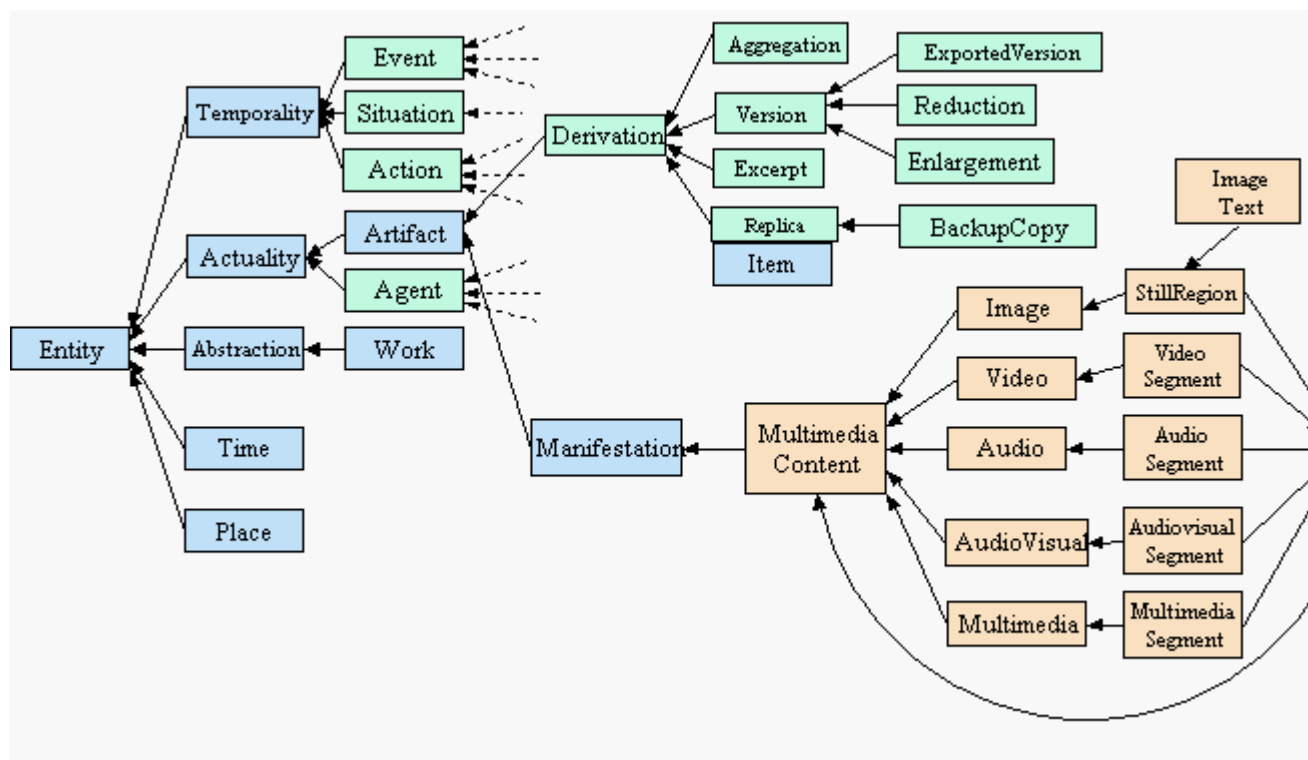 Event
Temporality
Situation
Action
Actuality
Artifact
Agent
Entity
Abstraction
Work
Time
Place
Derivation
Manifestation
Aggregation
Version
Excerpt
Replica
Item
ExportedVersion
Reduction
Enlargement
BackupCopy
Multimedia
Content
Image
Video
Audio
AudioVisual
Multimedia
Image
Text
StillRegion
Video
Segment
Audio
Segment
Audiovisual
Segment
Multimedia
Segment